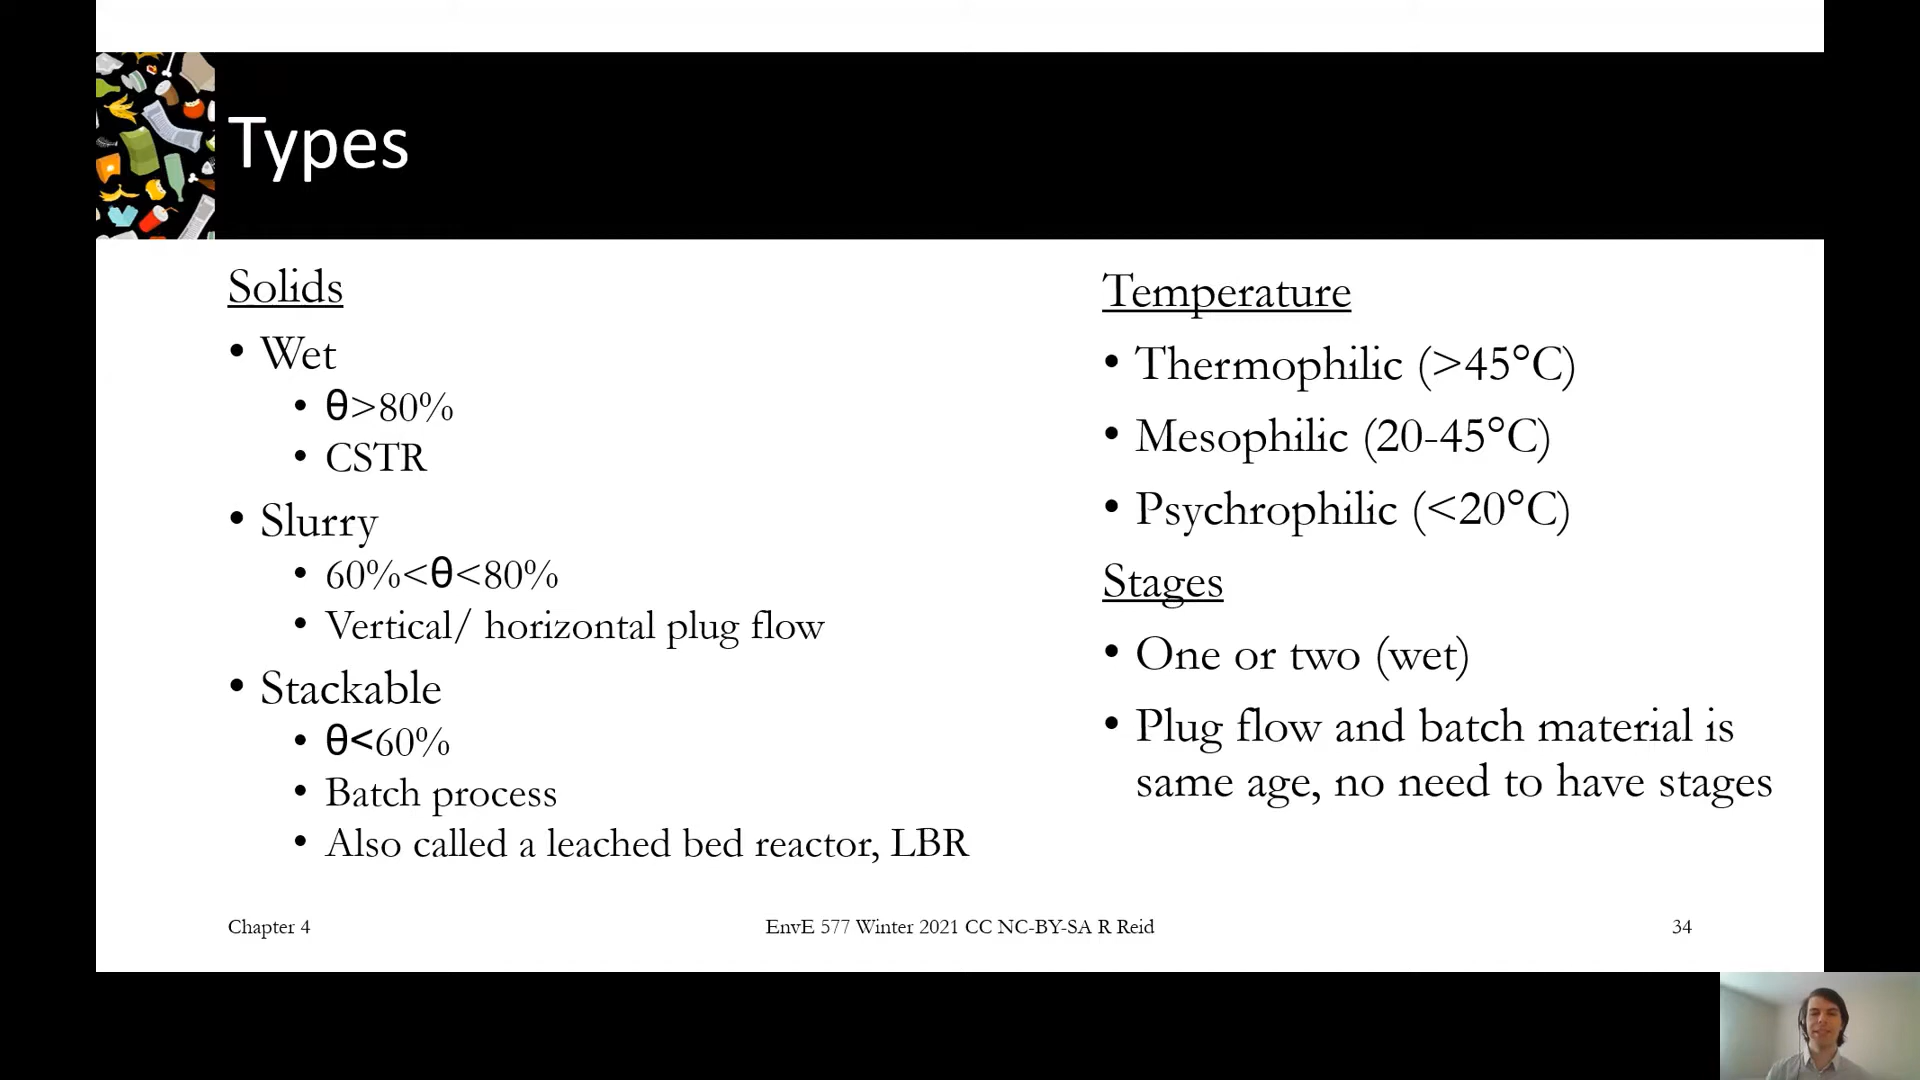 Types
Solids
• Wet
• θ>80%
• CSTR
• Slurry
• 60%<θ<80%
• Vertical/ horizontal plug flow
• Stackable
• θ<60%
• Batch process
• Also called a leached bed reactor, LBR
Temperature
• Thermophilic (>45°C)
• Mesophilic (20-45°C)
• Psychrophilic (<20°C)
Stages
• One or two (wet)
• Plug flow and batch material is
same age, no need to have stages
Chapter 4
EnvE 577 Winter 2021 CC NC-BY-SA R Reid
34